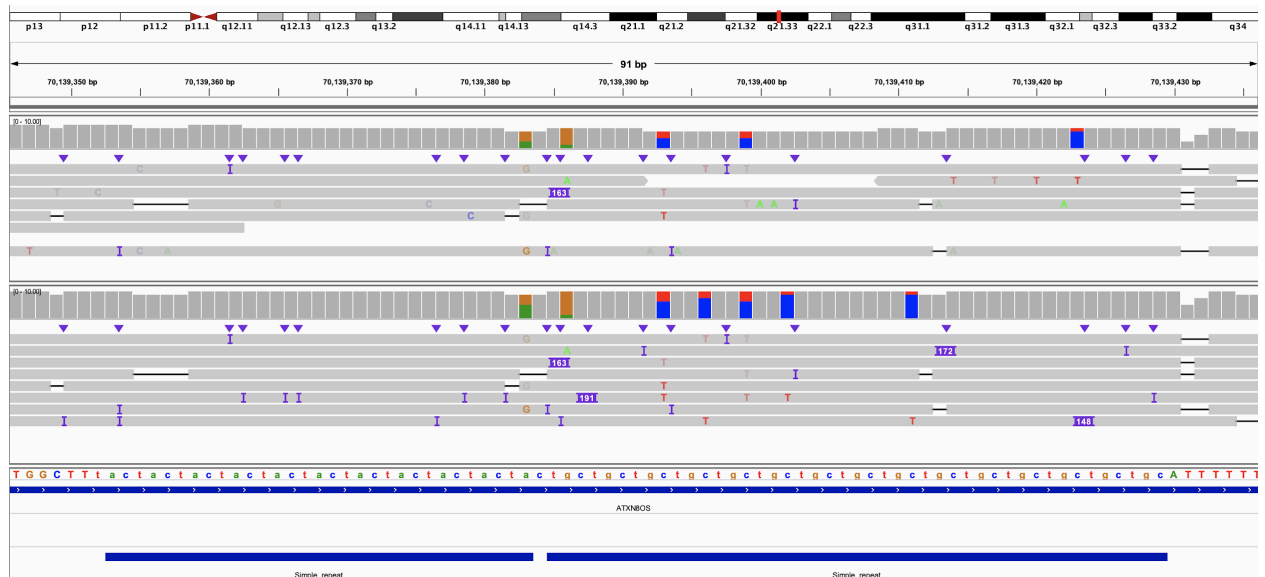 p13 p12 p11.2 p11.1 q12.11 q12.13 q12.3 q13.2 q14.11 q14.13 q14.3 q21.1 q21.2 q21.32 q21.33 q22.1 q22.3 q31.1 q31.2 q31.3 q32.1 q32.3 q33.2 q34
91 bp
70,139,350 bp 70,139,360 bp 70,139,370 bp 70,139,380 bp 70,139,390 bp 70,139,400 bp 70,139,410 bp 70,139,420 bp 70,139,430 bp
[0 - 10.00]
C G T T
A T T T T
T C 163 T
G C T A A A A
C G T
T C A G A A A A
[0 - 10.00]
G T T
A 172
163 T
T
G T
191 T T T
G
T T 148
T G G C T T t a c t a c t a c t a c t a c t a c t a c t a c t a c t a c t a c t g c t g c t g c t g c t g c t g c t g c t g c t g c t g c t g c t g c t g c t g c t g c A T T T T T T
ATXN8OS
Simple_repeat Simple_repeat